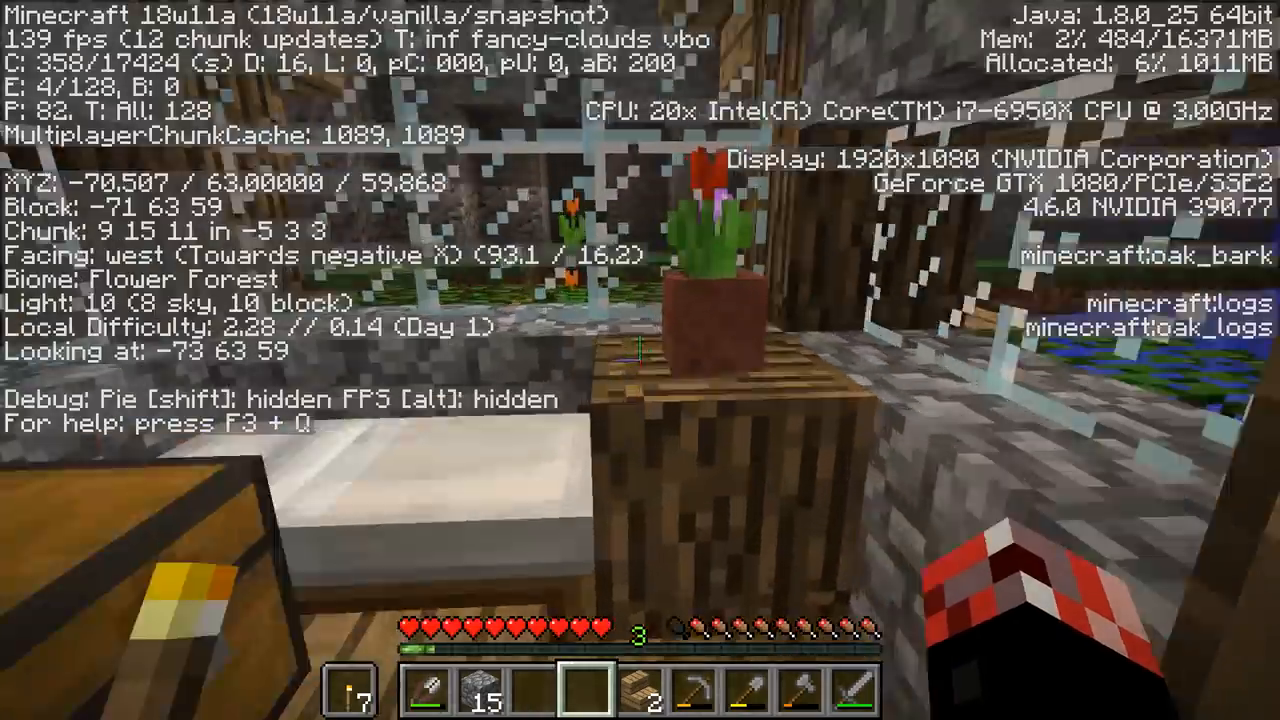 Minecraft 18w11a (18w11a/vanilla/snapshot)
139 fps (12 chunk updates) T: inf fancy-clouds vbo
C: 358/17424 (s) D: 16, L: 0, pC: 000, pU: 0, aB: 200
E: 4/128, B: 0
P: 82. T: All: 128
MultiplayerChunkCache: 1089, 1089
XYZ: -70.507 / 63.00000 / 59.868
Block: -71 63 59
Chunk: 9 15 11 in -5 3 3
Facing: west (Towards negative X) (93.1 / 16.2)
Biome: Flower Forest
Light: 10 (8 sky, 10 block)
Local Difficulty: 2.28 // 0.14 (Day 1)
Looking at: -73 63 59
Debug: Pie [shift]: hidden FPS [alt]: hidden
For help: press F3 + Q
Java: 1.8.0_25 64bit
Mem: 2% 484/16371MB
Allocated: 6% 1011MB
CPU: 20x Intel(R) Core(TM) i7-6950X CPU @ 3.00GHz
Display: 1920x1080 (NVIDIA Corporation)
GeForce GTX 1080/PCIe/SSE2
4.6.0 NVIDIA 390.77
minecraft:oak_bark
minecraft:logs
minecraft:oak_logs
3
7
15
2